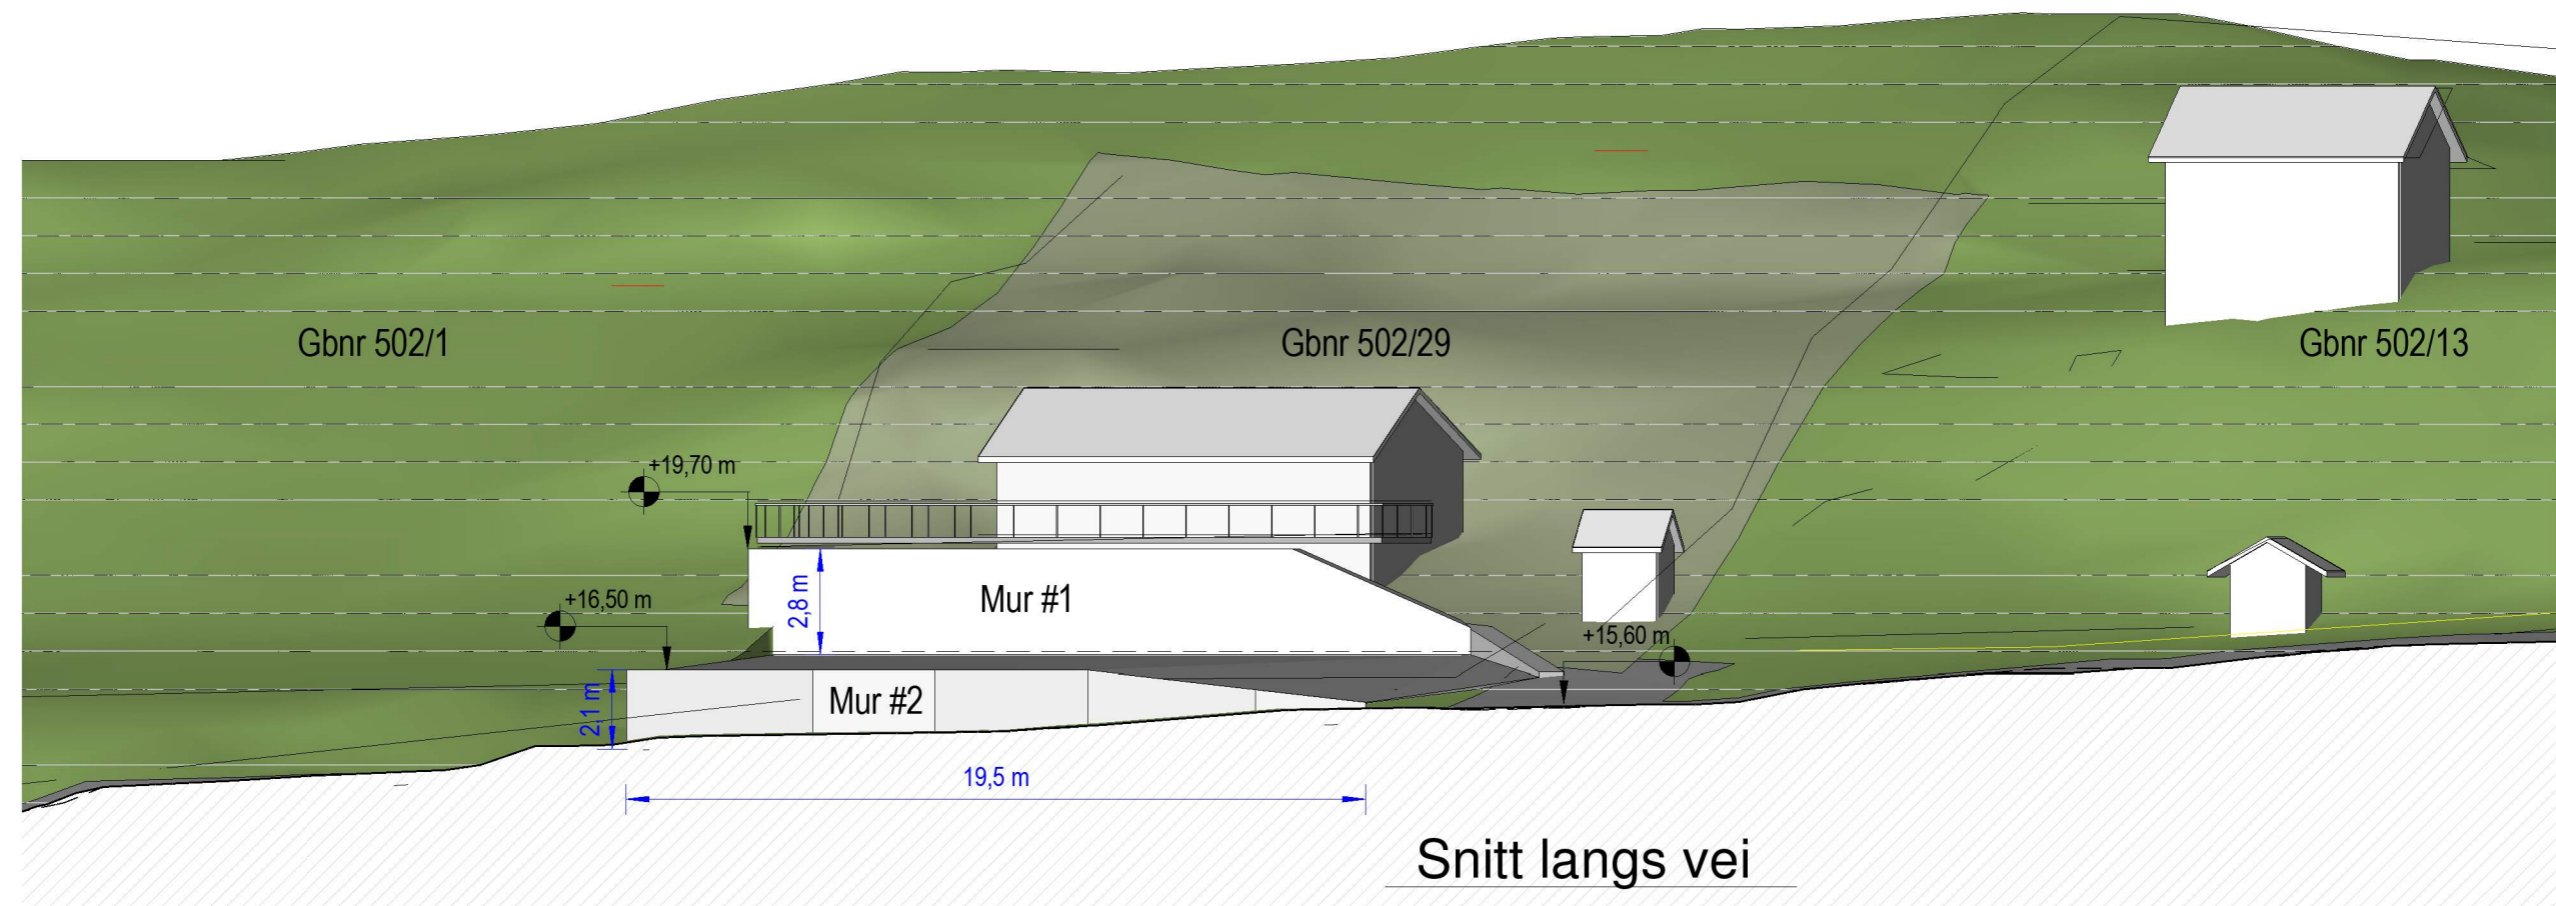 Gbnr 502/1
Gbnr 502/29
Gbnr 502/13
+19,70 m
+16,50 m
2,8 m
Mur #1
+15,60 m
2,1 m
Mur #2
19,5 m
Snitt langs vei